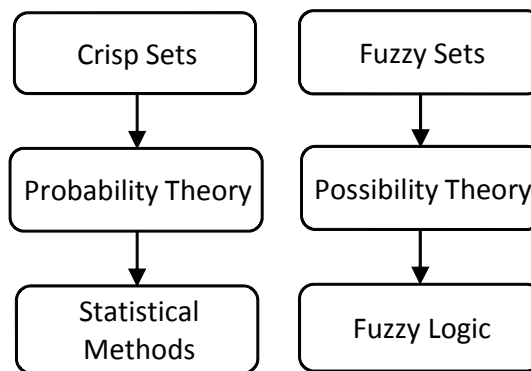 Crisp Sets
Fuzzy Sets
Probability Theory
Possibility Theory
Statistical
Methods
Fuzzy Logic